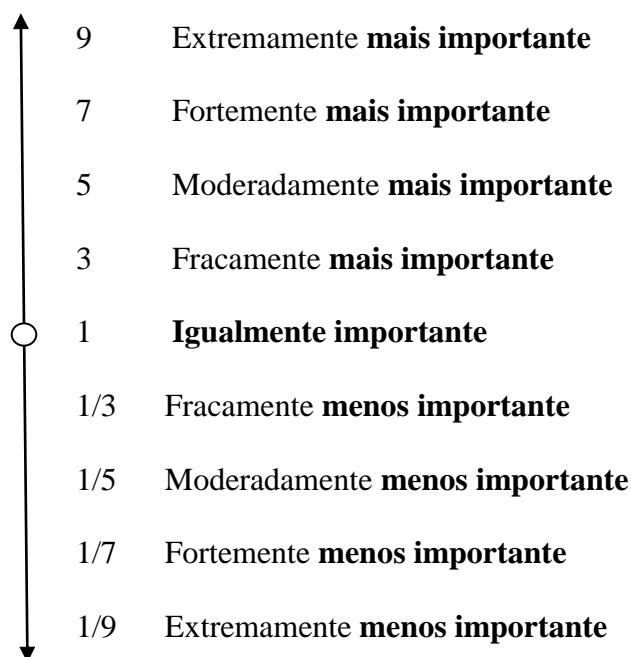 9 Extremamente mais importante
7 Fortemente mais importante
5 Moderadamente mais importante
3 Fracamente mais importante
1 Igualmente importante
1/3 Fracamente menos importante
1/5 Moderadamente menos importante
1/7 Fortemente menos importante
1/9 Extremamente menos importante